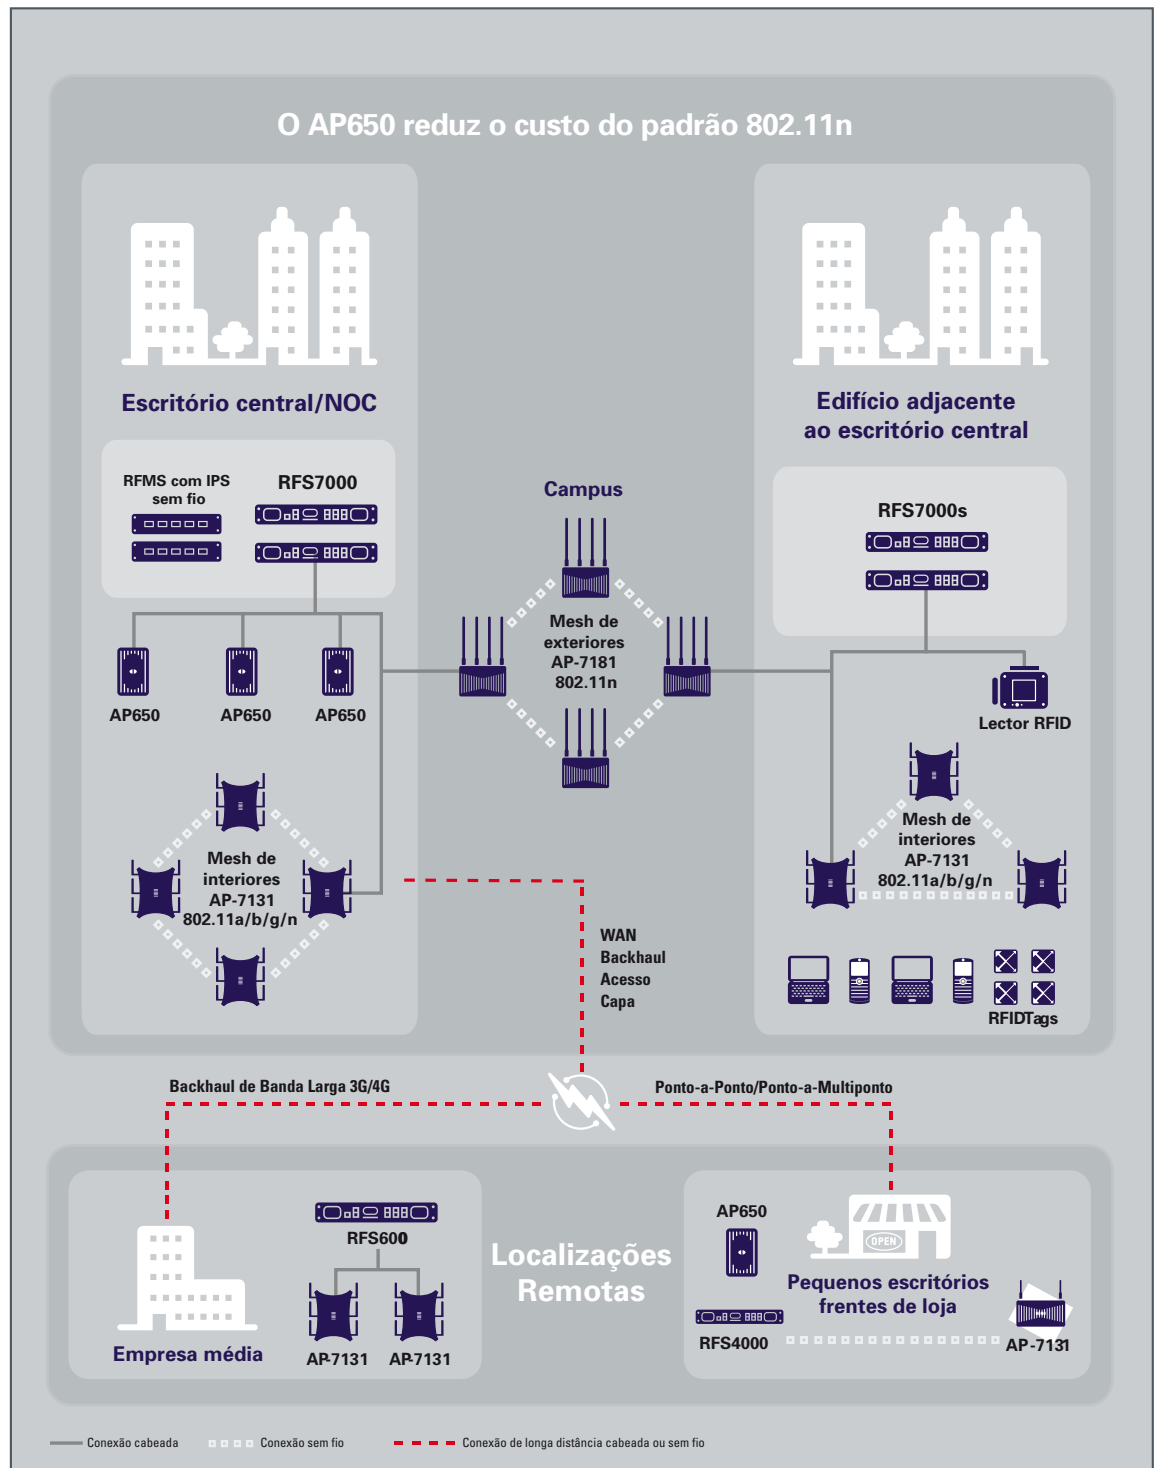 O AP650 reduz o custo do padrão 802.11n
Escritório central/NOC
RFMS com IPS
sem fio
RFS7000
AP650
AP650
AP650
Mesh de
interiores
AP-7131
802.11a/b/g/n
Campus
Mesh de
exteriores
AP-7181
802.11n
Edifício adjacente
ao escritório central
RFS7000s
Lector RFID
Mesh de
interiores
AP-7131
802.11a/b/g/n
RFIDTags
WAN
Backhaul
Acesso
Capa
Backhaul de Banda Larga 3G/4G
Ponto-a-Ponto/Ponto-a-Multiponto
RFS600
AP-7131
AP-7131
Empresa média
Localizações
Remotas
AP650
OPEN
Pequenos escritórios
frentes de loja
RFS4000
AP-7131
Conexão cabeada
Conexão sem fio
Conexão de longa distância cabeada ou sem fio